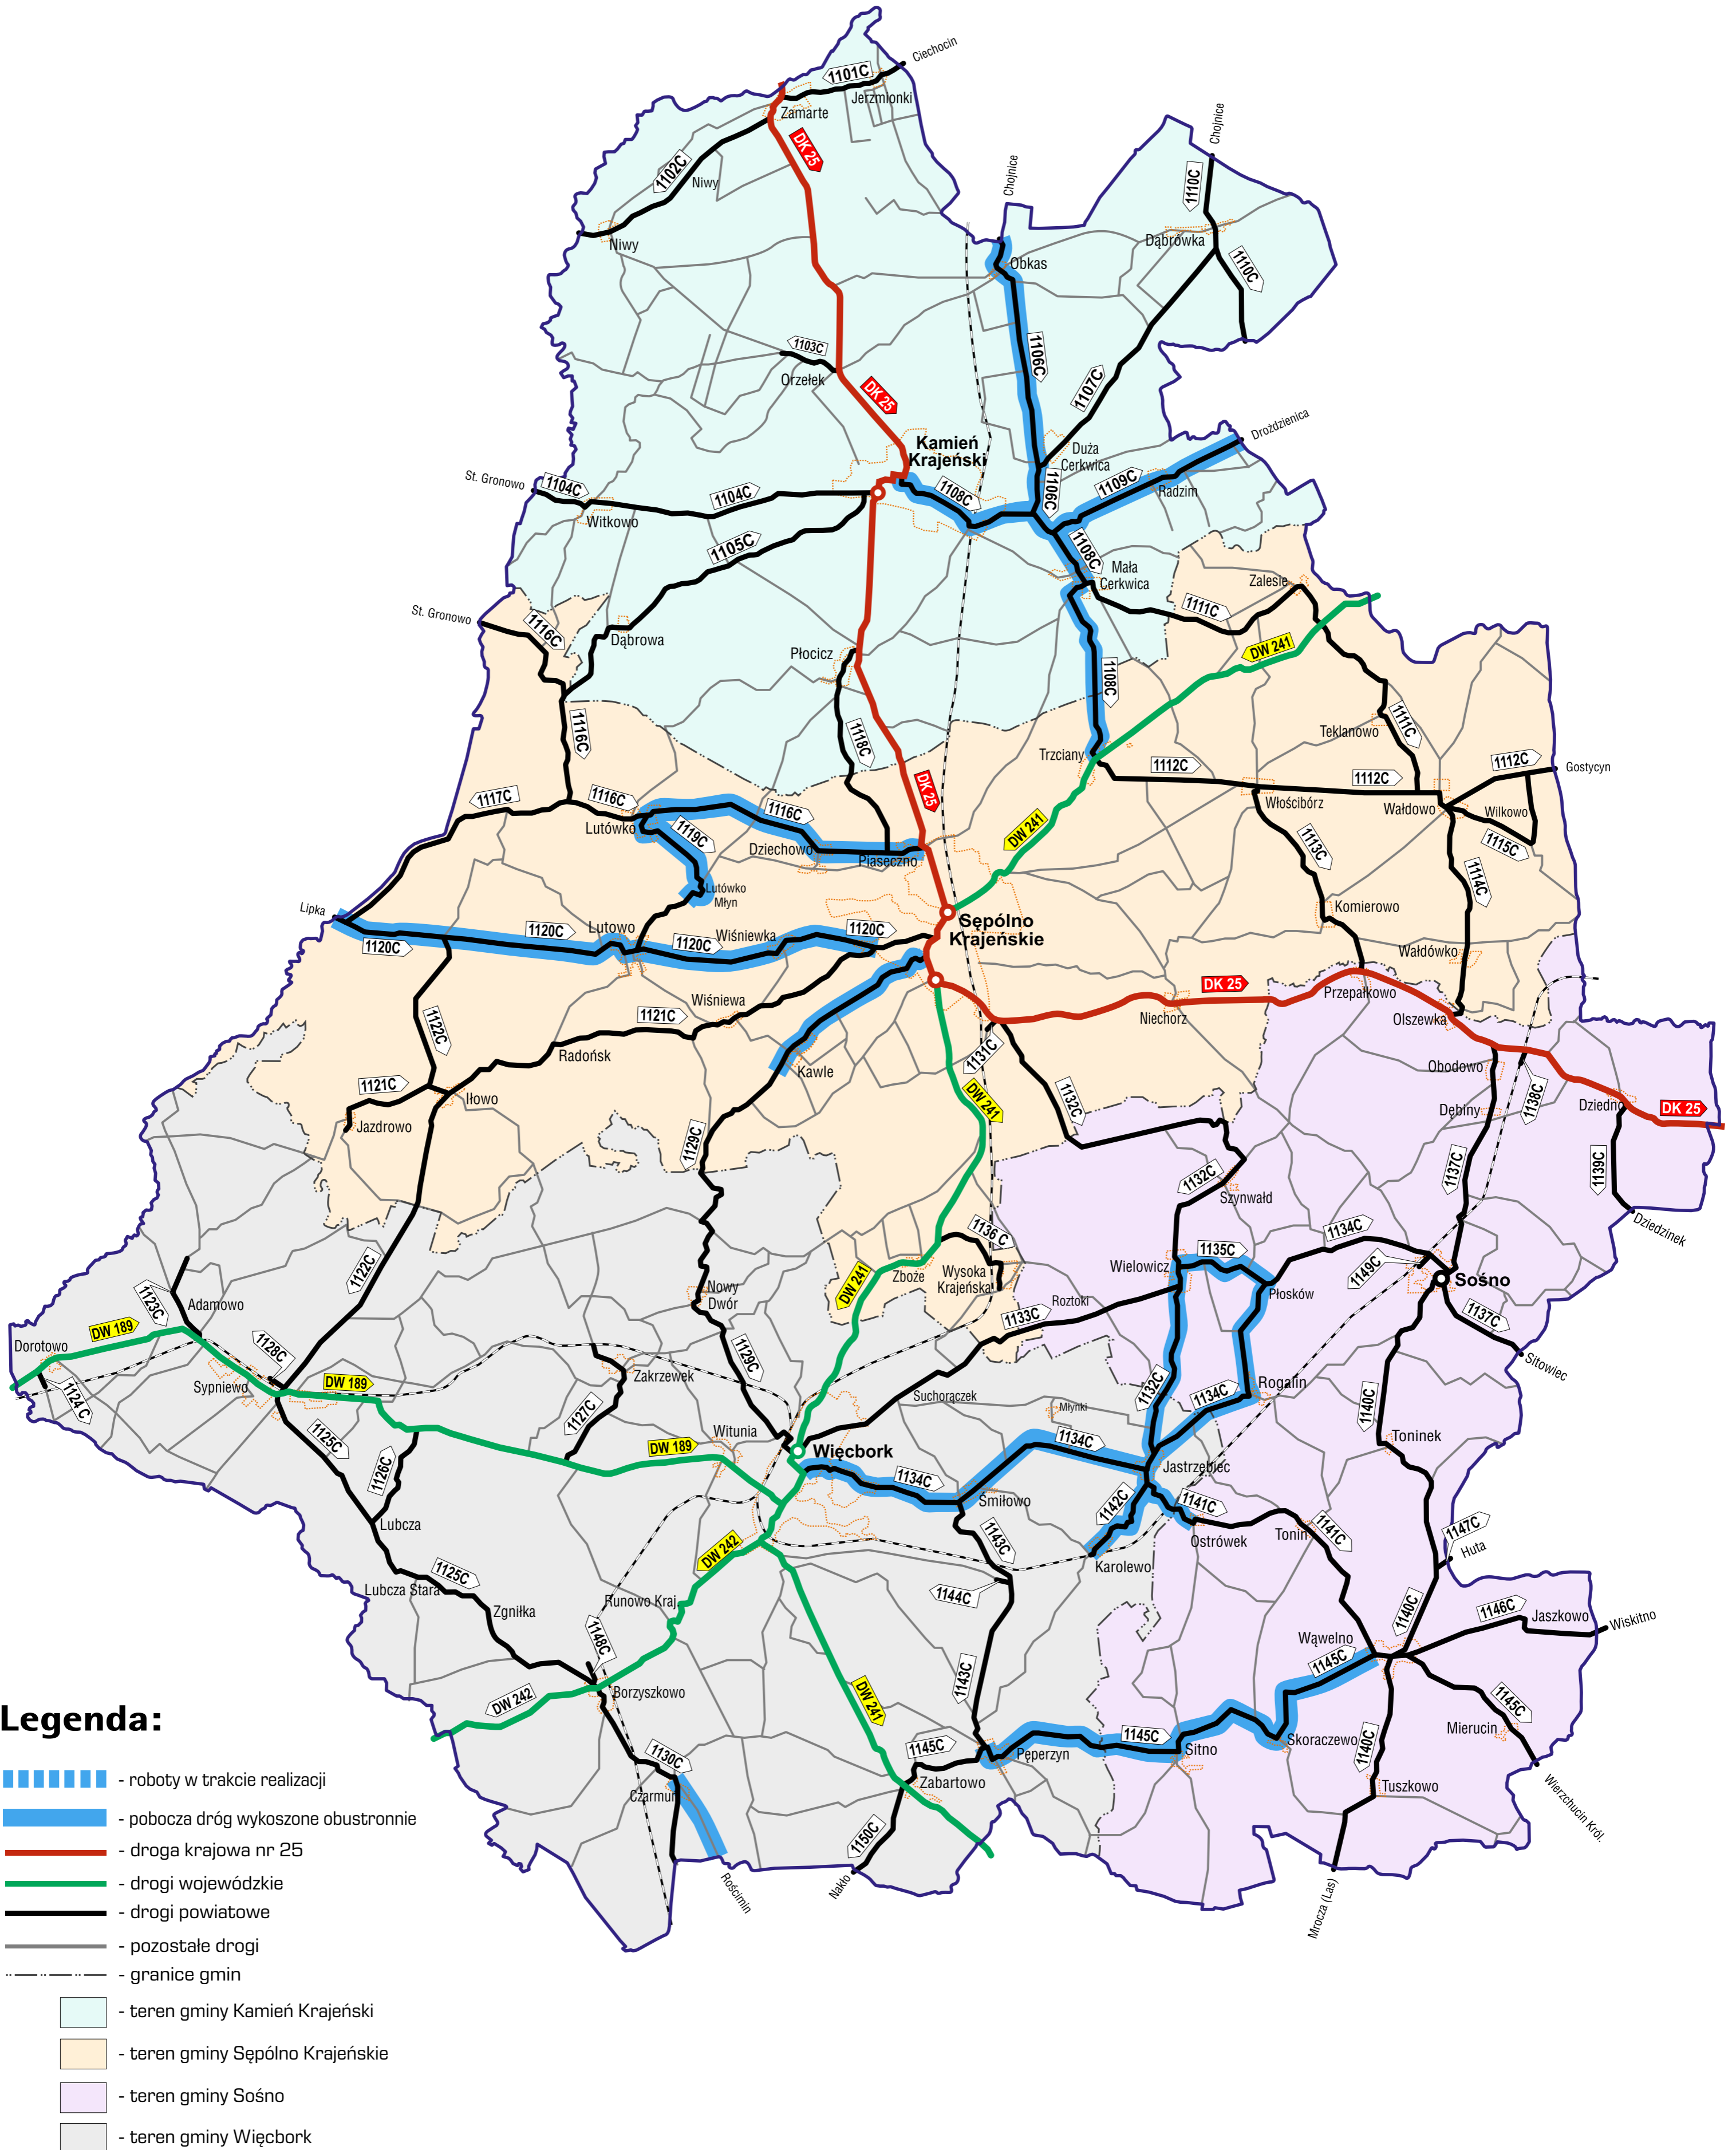 Ciechocin
1101C
Jerzmionki
Zamarte
DK 25
1102C
Niwy
Niwy
Chojnice
Chojnice
1110C
Dąbrówka
1110C
Obkas
1106C
1103C
Orzełek
1107C
DK 25
Kamień
Krajeński
Duża
Cerkwica
Drożdzienica
St. Gronowo
1104C
1104C
1108C
1106C
1109C
Radzim
Witkowo
1105C
1108C
Mała
Cerkwica
Zalesie
St. Gronowo
1116C
1111C
Dąbrowa
Płocicz
DW 241
1108C
1116C
1118C
Teklanowo
1111C
Trzciany
1112C
1112C
1112C
Gostycyn
DK 25
1117C
1116C
1116C
Włościbórz
Wałdowo
Wilkowo
Lutówko
1119C
Dziechowo
Piaseczno
DW 241
1113C
1115C
1114C
Lutówko
Młyn
Lipka
Komierowo
1120C
1120C
Lutowo
1120C
Wiśniewka
1120C
Sępólno
Krajeńskie
Wałdówko
DK 25
Przepałkowo
Wiśniewa
Niechorz
Olszewka
1121C
1122C
Radońsk
Kawle
1131C
Obodowo
1121C
Iłowo
DW 241
1132C
Dębiny
1138C
Dziedno
DK 25
Jazdrowo
1129C
1137C
1139C
1132C
Szynwałd
Dziedzinek
1136 C
1134C
1122C
1135C
Wielowicz
1149C
DW 241
Zboże
Wysoka
Krajeńska
Sośno
1123C
Nowy
Dwór
Płosków
Adamowo
Roztoki
1133C
1137C
DW 189
Dorotowo
1128C
1129C
Sitowiec
1124 C
Sypniewo
DW 189
Zakrzewek
Suchorączek
1132C
1134C
Rogalin
1140C
1127C
Młynki
1125C
Witunia
DW 189
Więcbork
1134C
Toninek
1126C
1134C
Jastrzębiec
Śmiłowo
1142C
1141C
Lubcza
1143C
Ostrówek
Tonin
1141C
1147C
Huta
DW 242
Karolewo
1125C
Lubcza Stara
1144C
Runowo Kraj.
Zgniłka
1140C
1146C
Jaszkowo
Wiskitno
1148C
Wąwelno
1145C
1143C
Borzyszkowo
DW 242
DW 241
1145C
Mierucin
1145C
Skoraczewo
1140C
1145C
Sitno
Pęperzyn
1130C
Zabartowo
Tuszkowo
Czarmuń
Wierzchucin Król.
1150C
Rościmin
Nakło
Mrocza (Las)
Legenda:
- roboty w trakcie realizacji
- pobocza dróg wykoszone obustronnie
- droga krajowa nr 25
- drogi wojewódzkie
- drogi powiatowe
- pozostałe drogi
- granice gmin
- teren gminy Kamień Krajeński
- teren gminy Sępólno Krajeńskie
- teren gminy Sośno
- teren gminy Więcbork